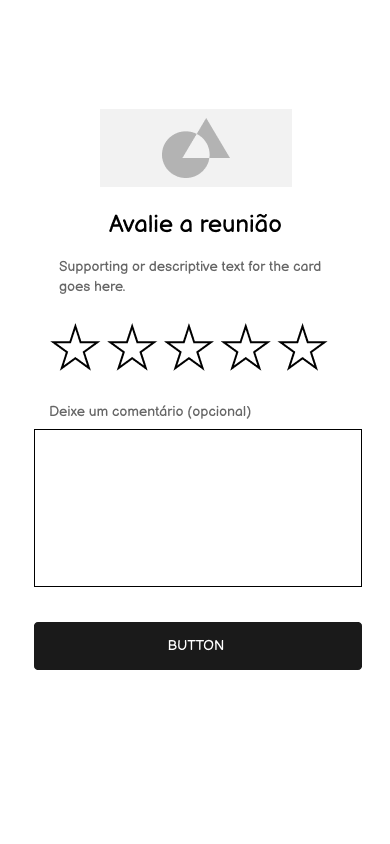 Avalie a reunião
Supporting or descriptive text for the card
goes here.
Deixe um comentário (opcional)
BUTTON